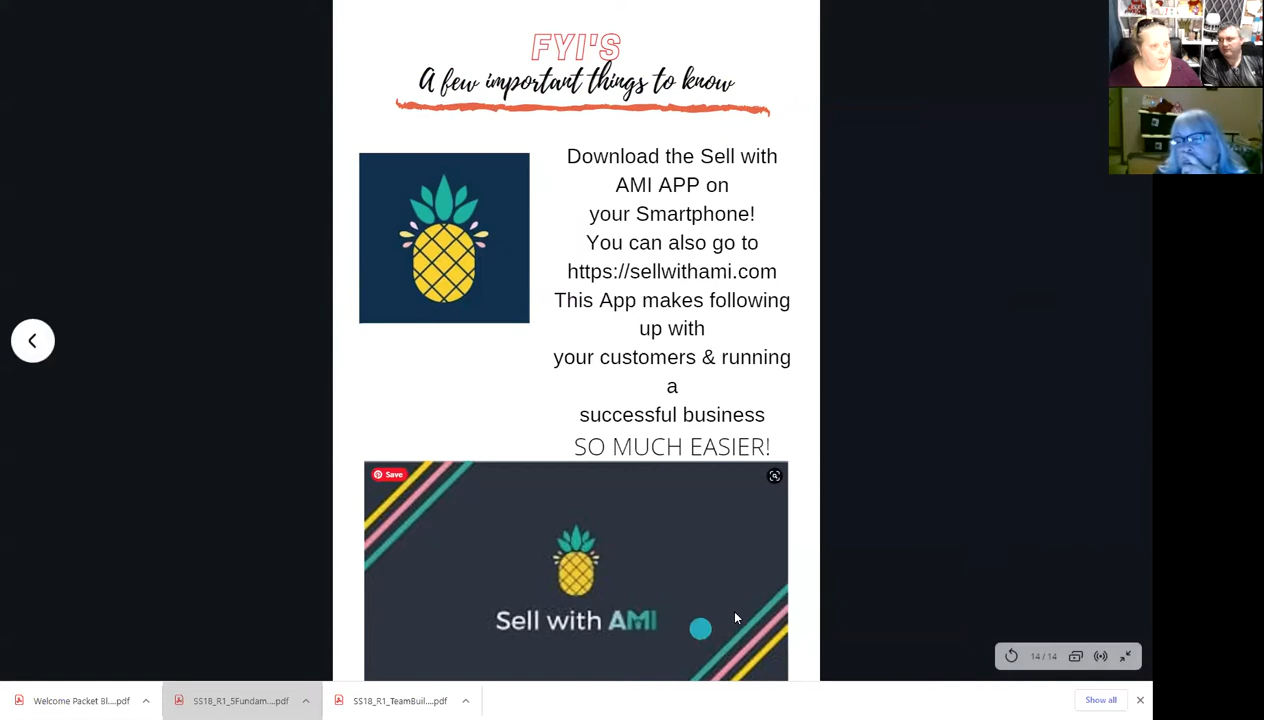 FYI'S
A few important things to know
Download the Sell with
AMI APP on
your Smartphone!
You can also go to
https://sellwithami.com
This App makes following
up with
your customers & running
a
successful business
SO MUCH EASIER!
Save
Sell with AMI
14 / 14
Welcome Packet Bl....pdf
SS18_R1_5Fundam....pdf
SS18_R1_TeamBuil....pdf
Show all